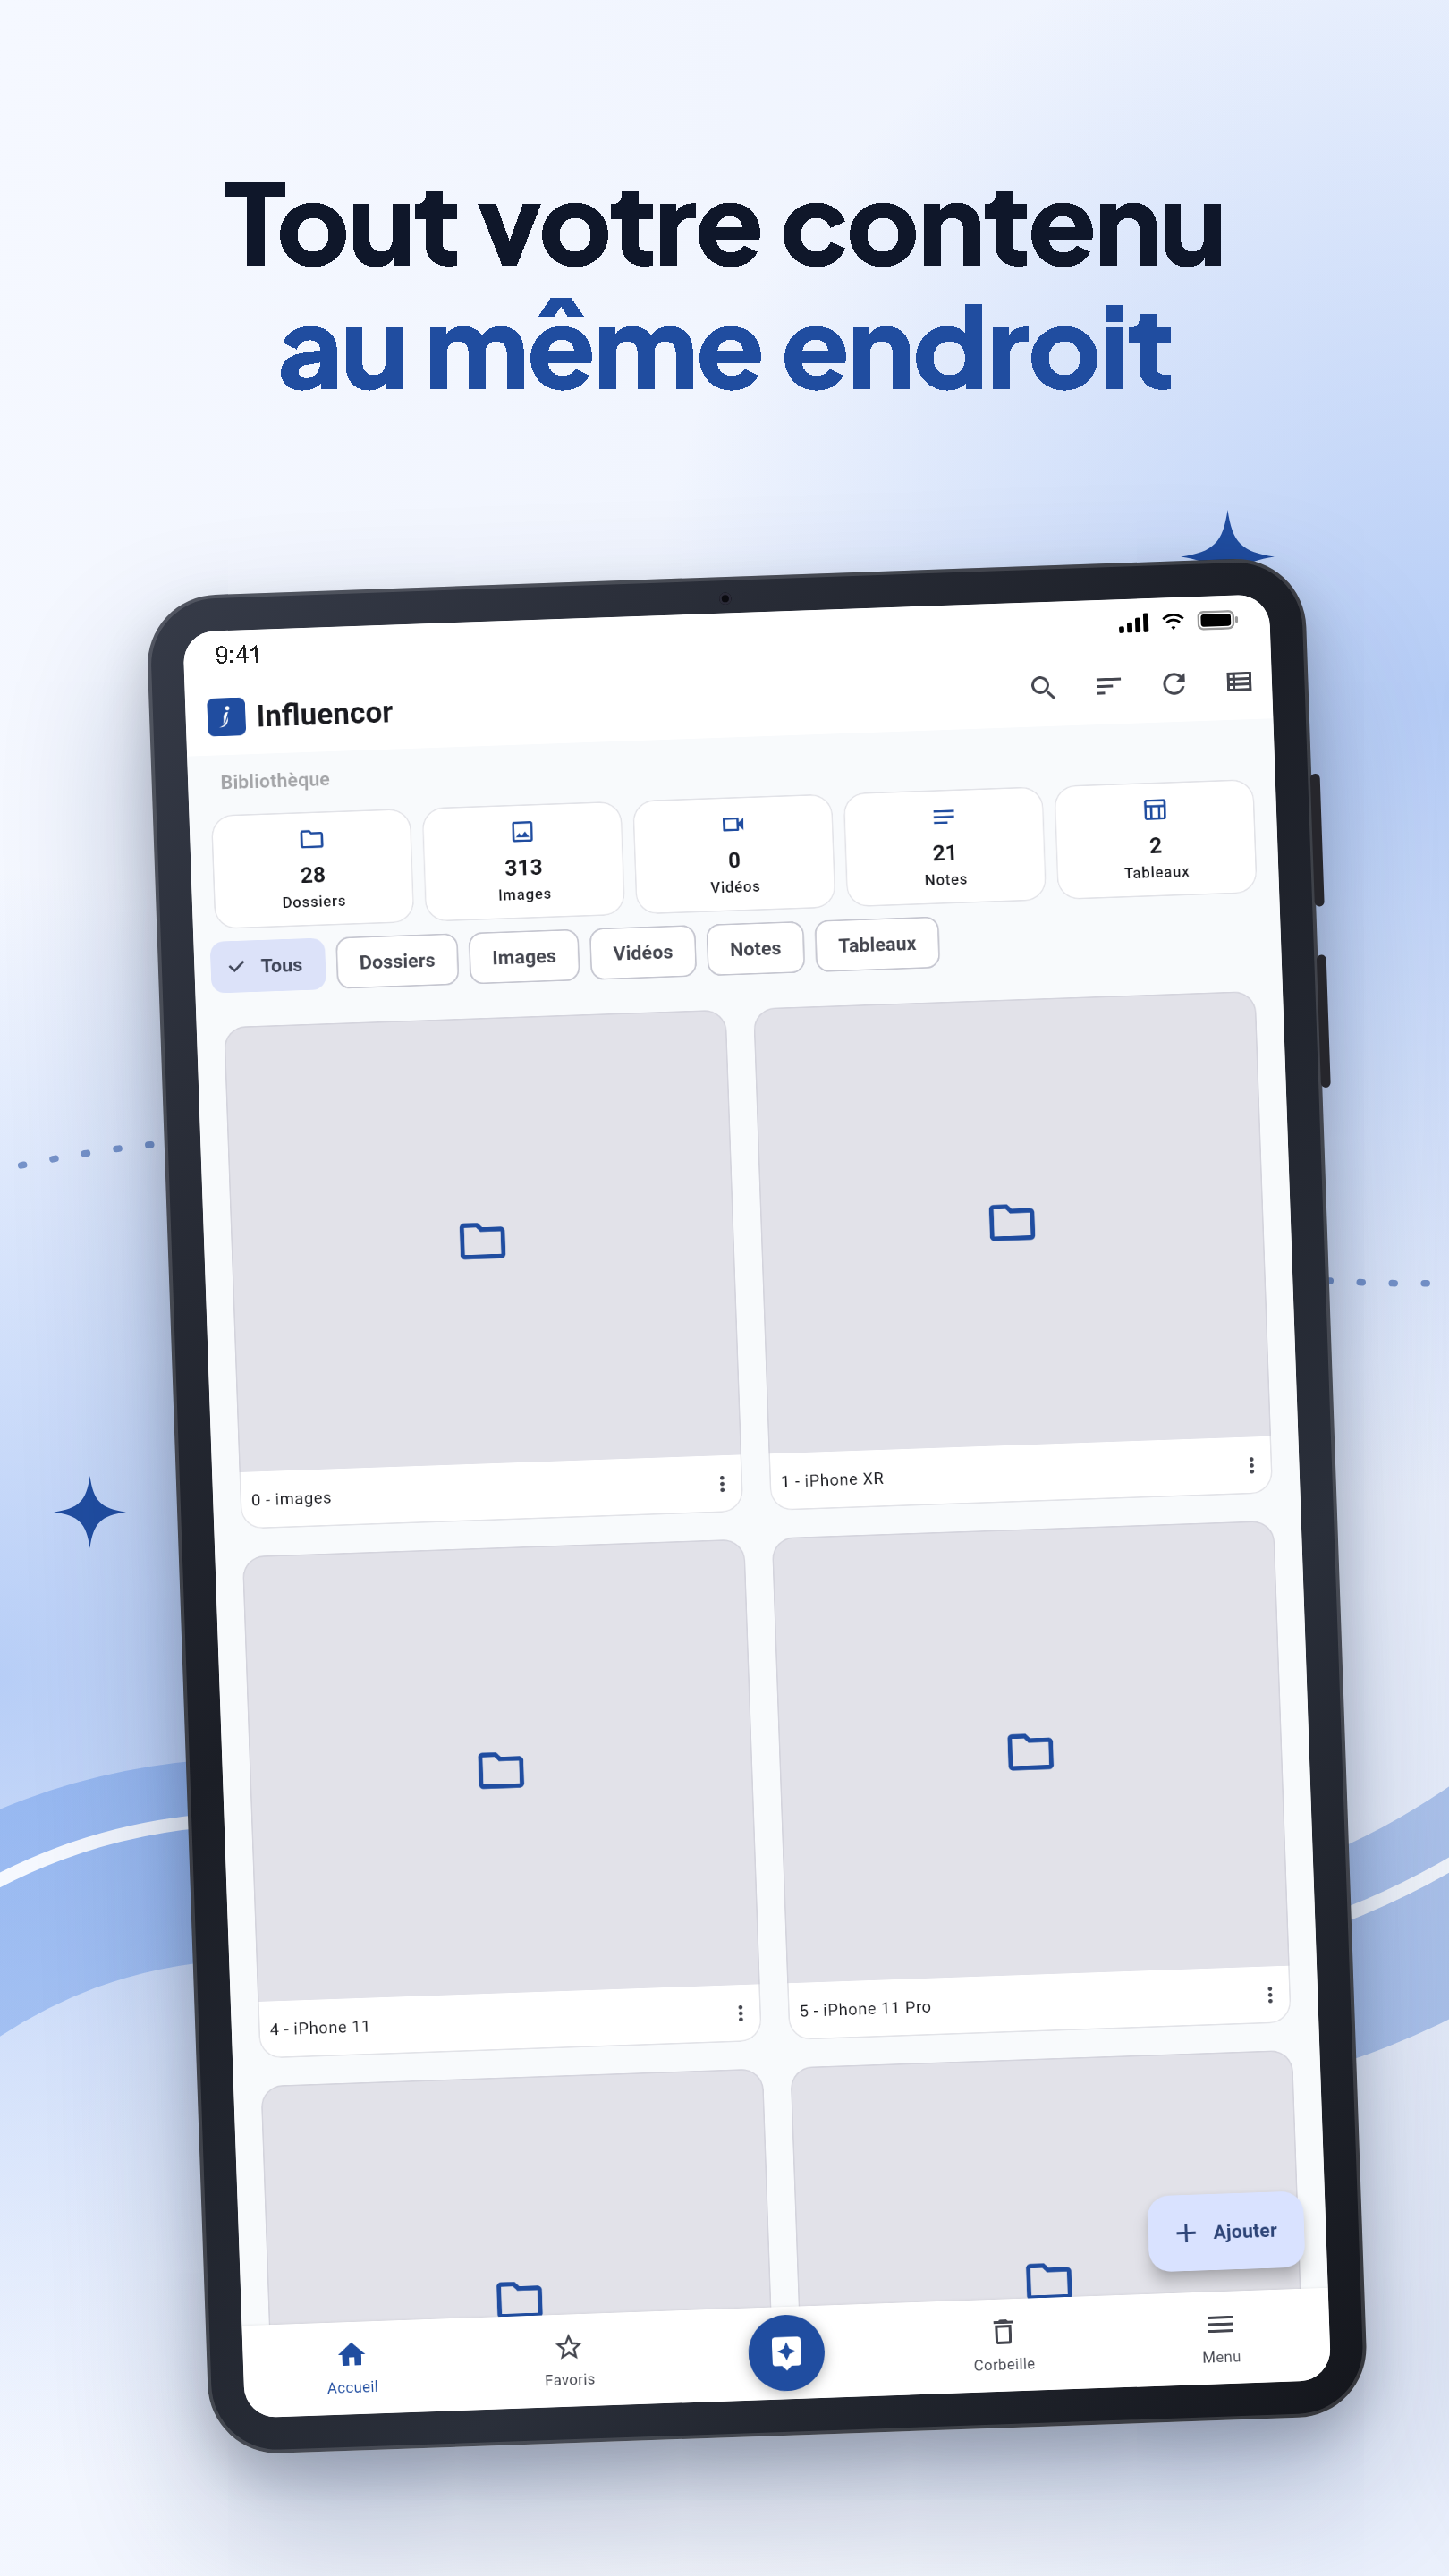 Tout votre contenu
au même endroit
9:41
Influencor
Bibliothèque
28
Dossiers
313
Images
0
Vidéos
21
Notes
2
Tableaux
Tous
Dossiers
Images
Vidéos
Notes
Tableaux
0 - images
1 - iPhone XR
4 - iPhone 11
5 - iPhone 11 Pro
Ajouter
Accueil
Favoris
Corbeille
Menu